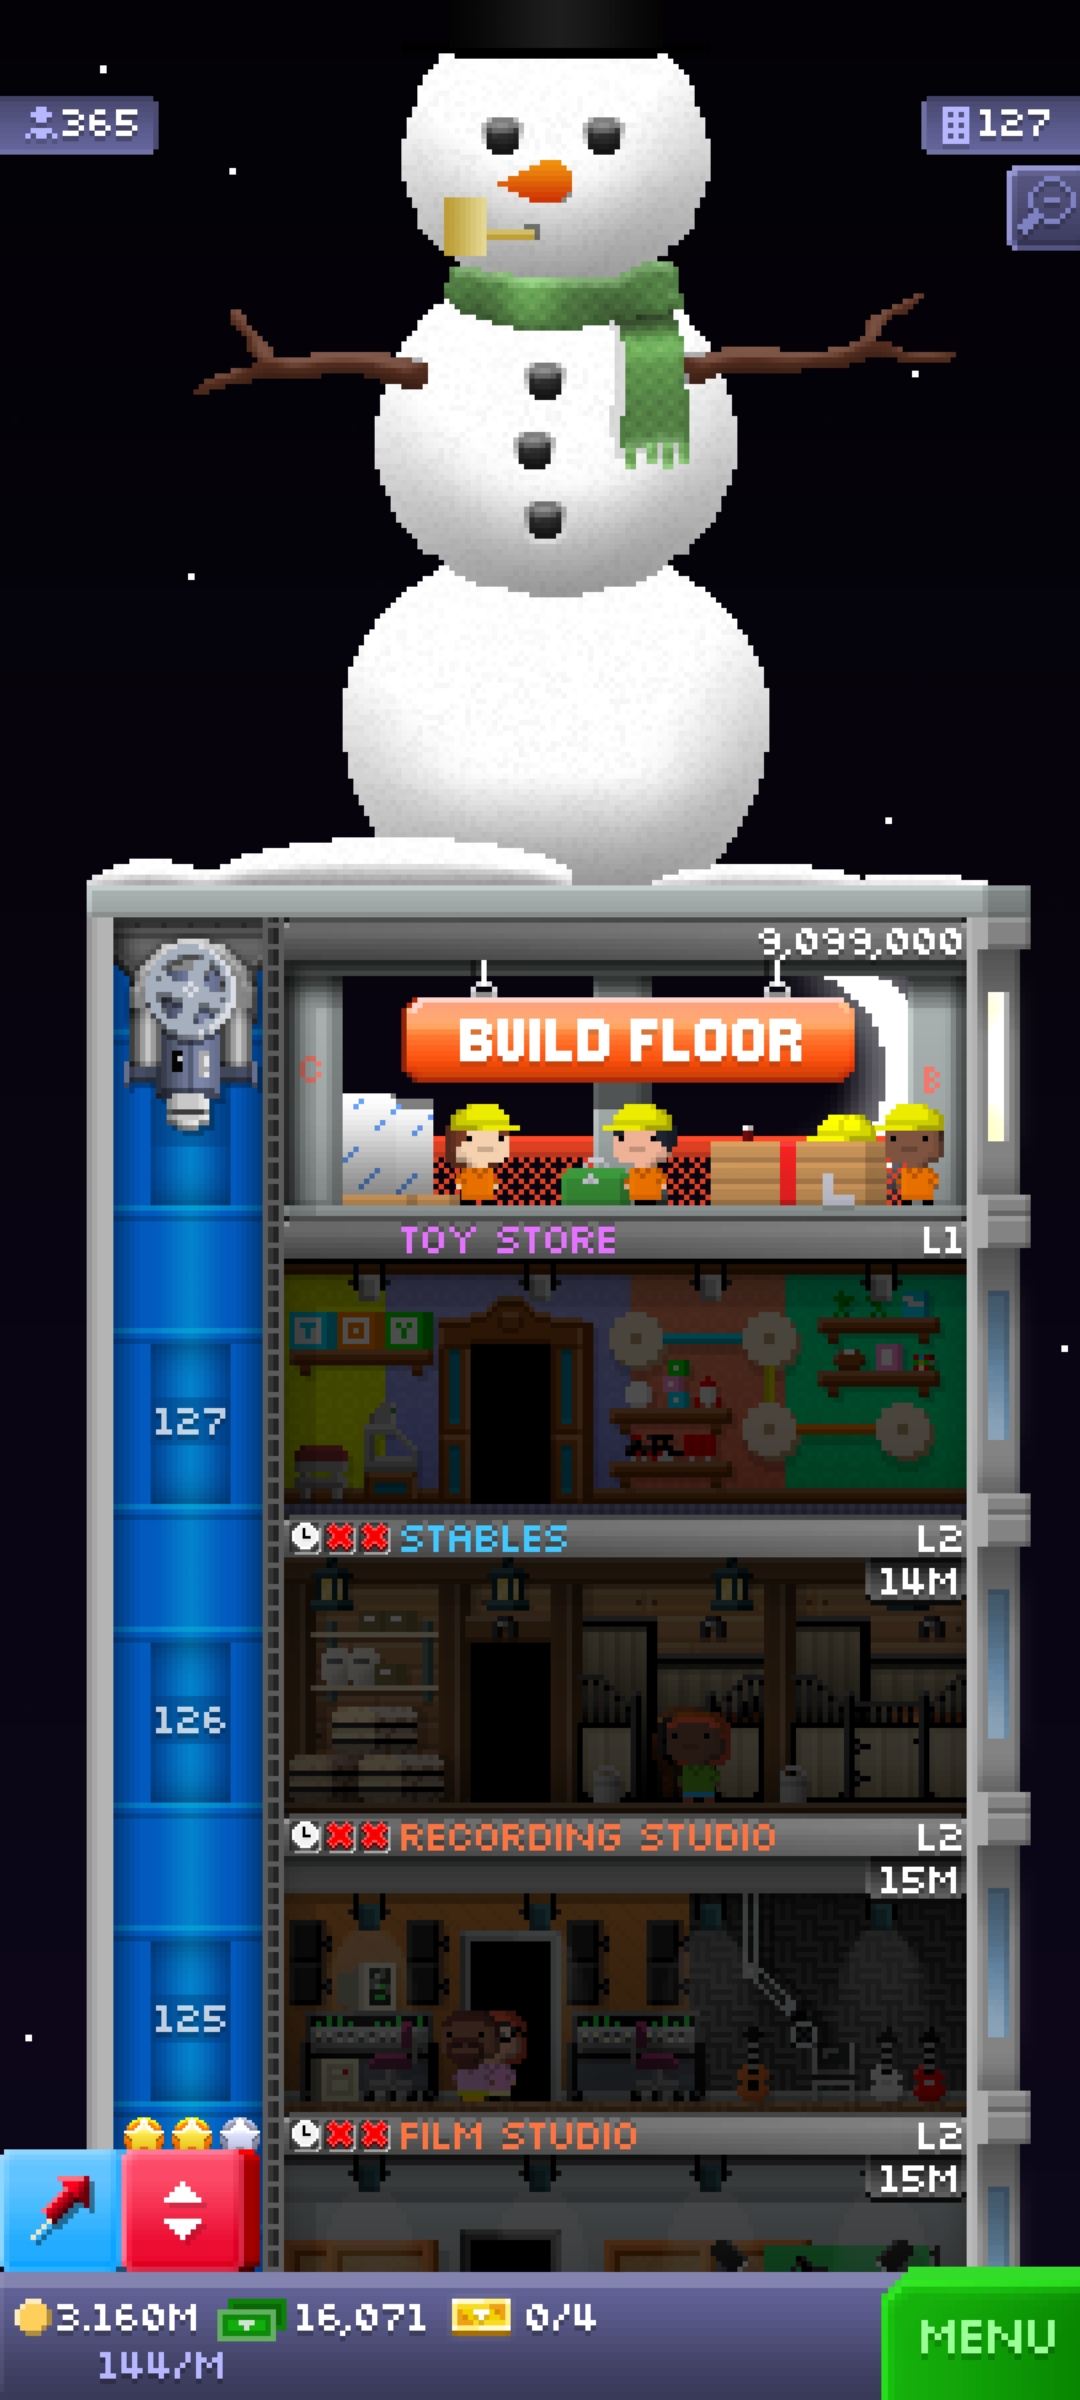 365
127
9,099,000
BUILD FLOOR
C
B
L
TOY STORE L1
T O Y
127
STABLES L2
14M
126
RECORDING STUDIO L2
15M
125
FILM STUDIO L2
15M
3.160M 16,071 0/4
144/M
MENU